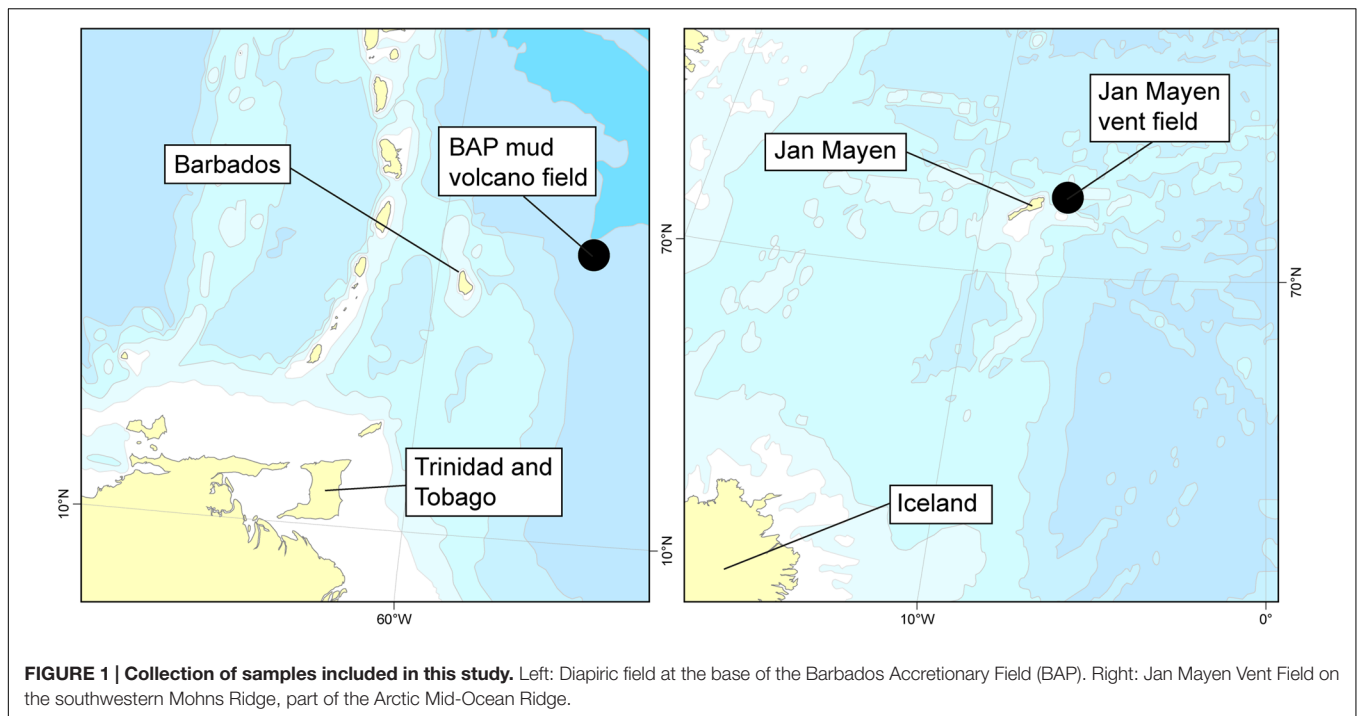 Barbados
BAP mud
volcano field
Trinidad and
Tobago
10°N
10°N
60°W
Jan Mayen
vent field
Jan Mayen
70°N
70°N
Iceland
10°W
0°
FIGURE 1 | Collection of samples included in this study. Left: Diapiric field at the base of the Barbados Accretionary Field (BAP). Right: Jan Mayen Vent Field on
the southwestern Mohns Ridge, part of the Arctic Mid-Ocean Ridge.